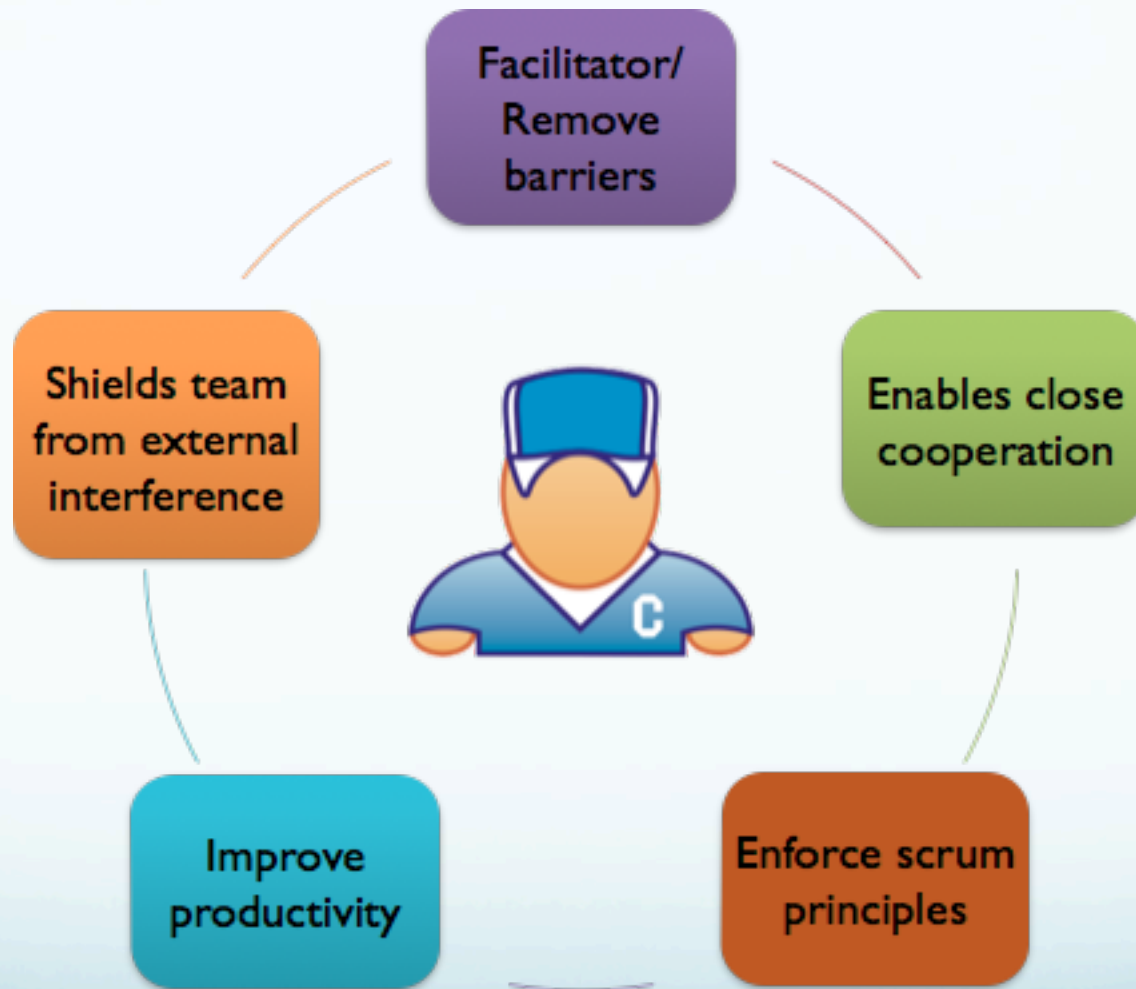 Facilitator/
Remove
barriers
Enables close
cooperation
Enforce scrum
principles
Improve
productivity
Shields team
from external
interference
C